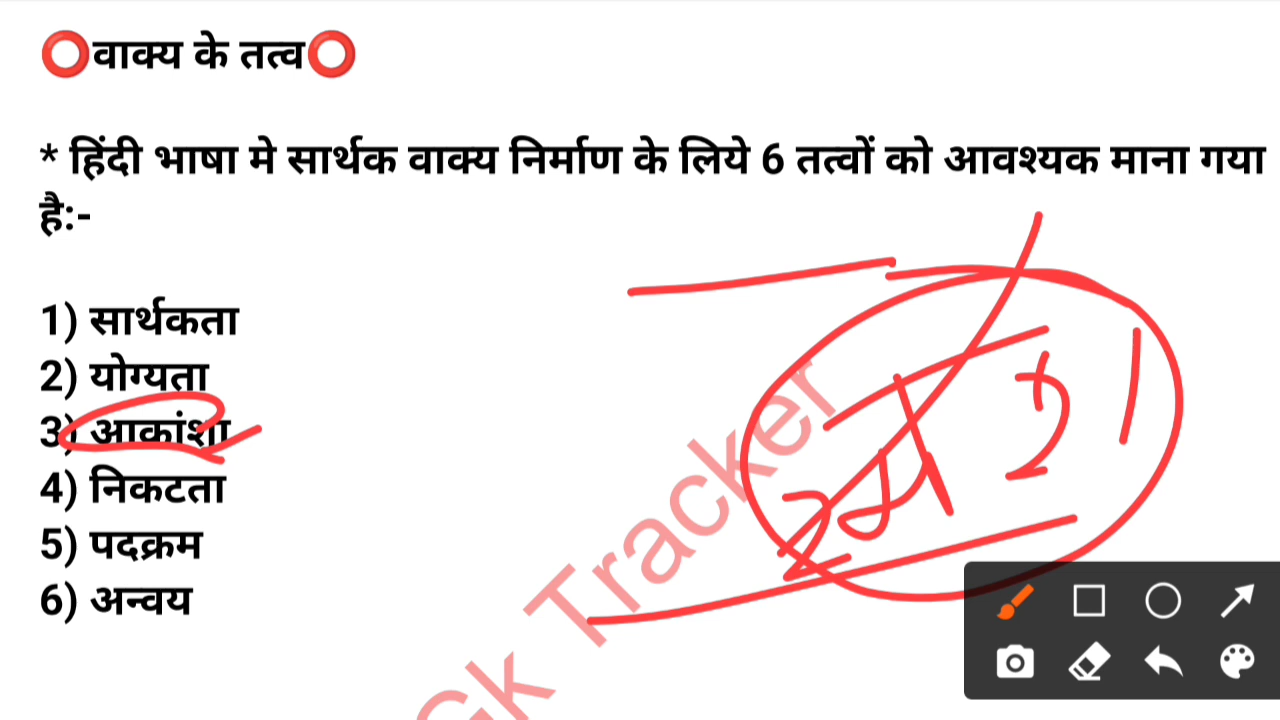 ⭕वाक्य के तत्व⭕
* हिंदी भाषा मे सार्थक वाक्य निर्माण के लिये 6 तत्वों को आवश्यक माना गया
है:-
1) सार्थकता
2) योग्यता
3) आकांशा
4) निकटता
5) पदक्रम
6) अन्वय
Gk Tracker